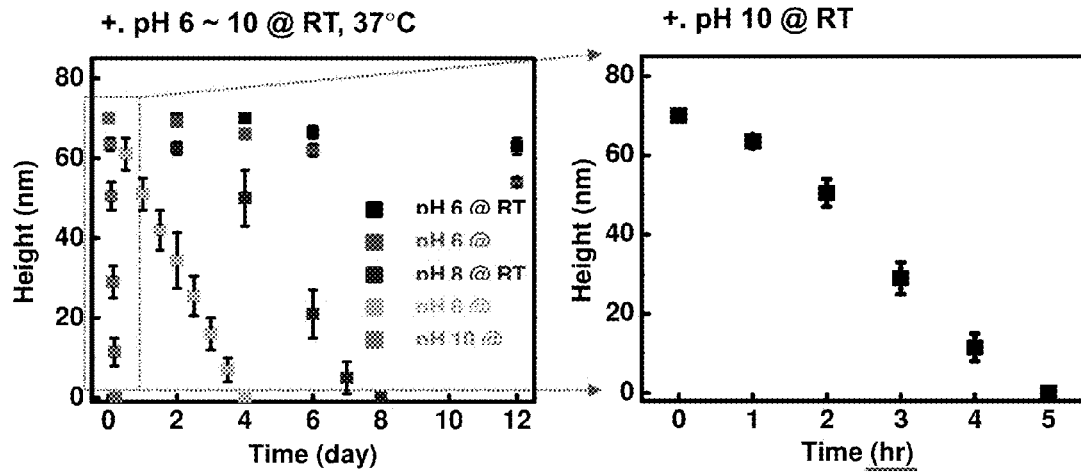 +. pH 6 ~ 10 @ RT, 37°C
80
60
40
20
0
Height (nm)
pH 6 @ RT
pH 6 @
pH 8 @ RT
pH 8 @
pH 10 @
0 2 4 6 8 10 12
Time (day)
+. pH 10 @ RT
80
60
40
20
0
Height (nm)
0 1 2 3 4 5
Time (hr)